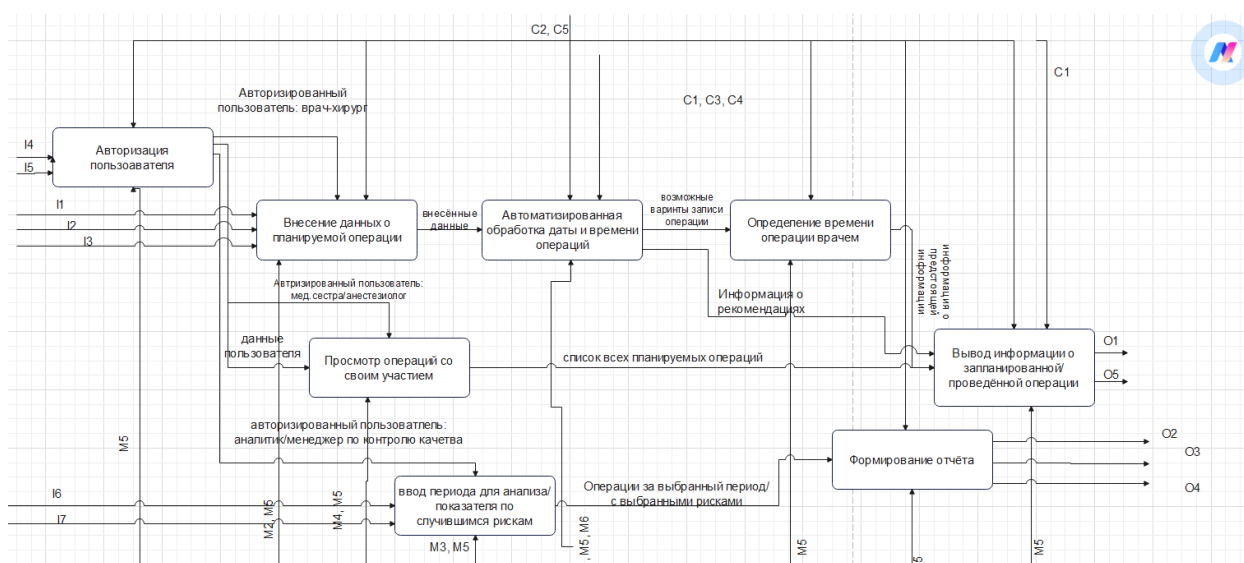 C2, C5
C1
C1, C3, C4
Авторизированный
пользователь: врач-хирург
I4
I5
Авторизация
пользоавателя
I1
I2
I3
Внесение данных о
планируемой операции
внесённые
данные
Автоматизированная
обработка даты и времени
операций
возможные
варинты записи
операции
Определение времени
операции врачем
информация о
предстоящей
информации
Автризированный пользователь:
мед.сестра/анестезиолог
Информация о
рекомендациях
данные
пользователя
Просмотр операций со
своим участием
список всех планируемых операций
Вывод информации о
запланированной/
проведённой операции
O1
O5
авторизированный пользоватлель:
аналитик/менеджер по контролю качетва
M5
Формирование отчёта
O2
O3
O4
I6
I7
M2, M5
M4, M5
ввод периода для анализа/
показателя по
случившимся рискам
Операции за выбранный период/
с выбранными рисками
M3, M5
, M5, M6
M5
5
M5